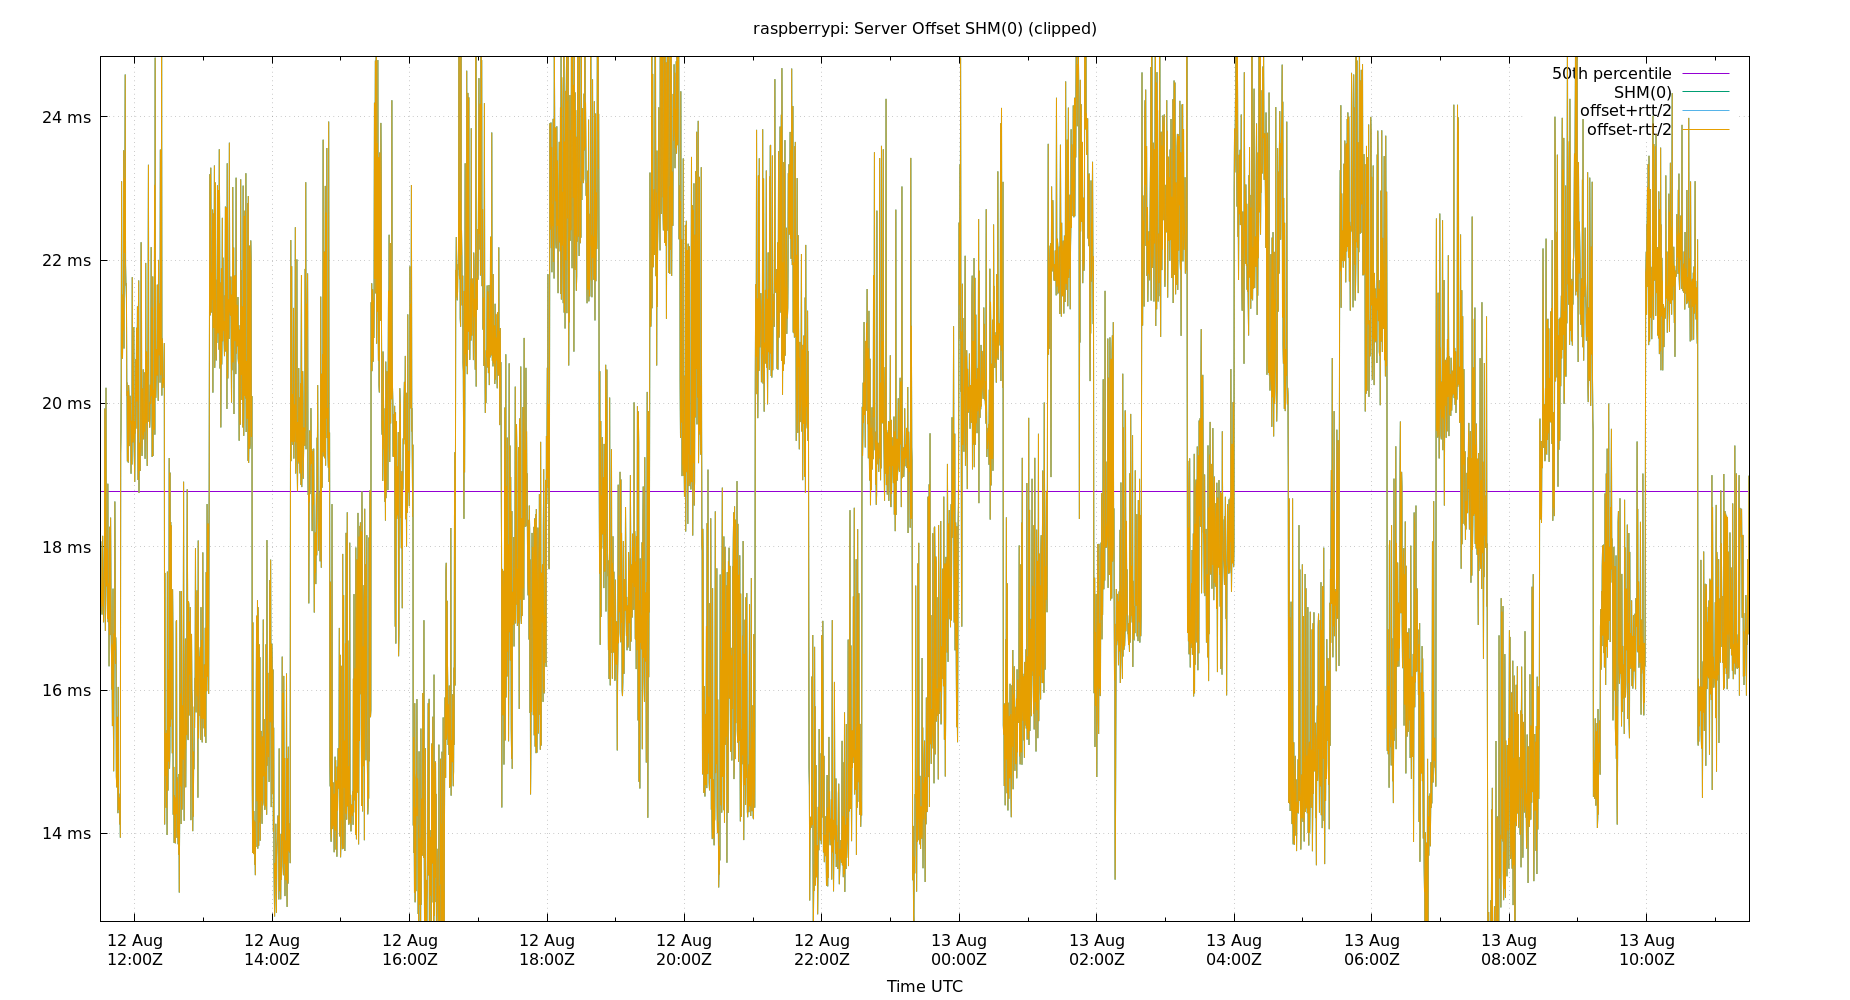 raspberrypi: Server Offset SHM(0) (clipped)
50th percentile
SHM(0)
offset+rtt/2
offset-rtt/2
24 ms
22 ms
20 ms
18 ms
16 ms
14 ms
12 Aug 12 Aug 12 Aug 12 Aug 12 Aug 12 Aug 13 Aug 13 Aug 13 Aug 13 Aug 13 Aug 13 Aug
12:00Z 14:00Z 16:00Z 18:00Z 20:00Z 22:00Z 00:00Z 02:00Z 04:00Z 06:00Z 08:00Z 10:00Z
Time UTC